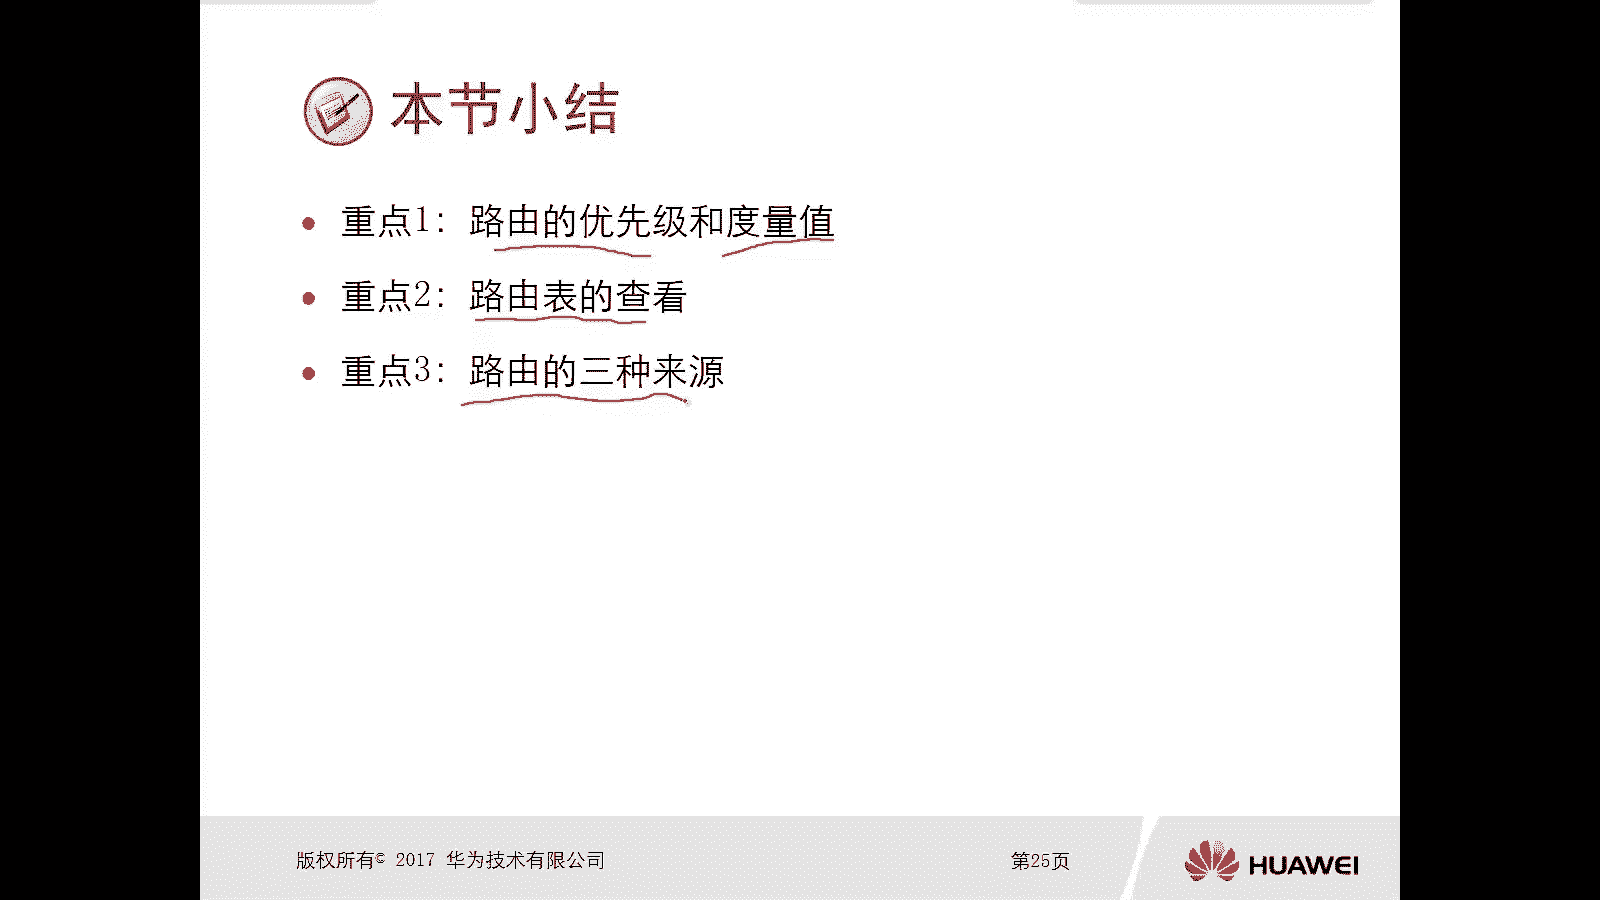 本节小结
重点1：路由的优先级和度量值
重点2：路由表的查看
重点3：路由的三种来源
版权所有© 2017 华为技术有限公司
第25页
HUAWEI